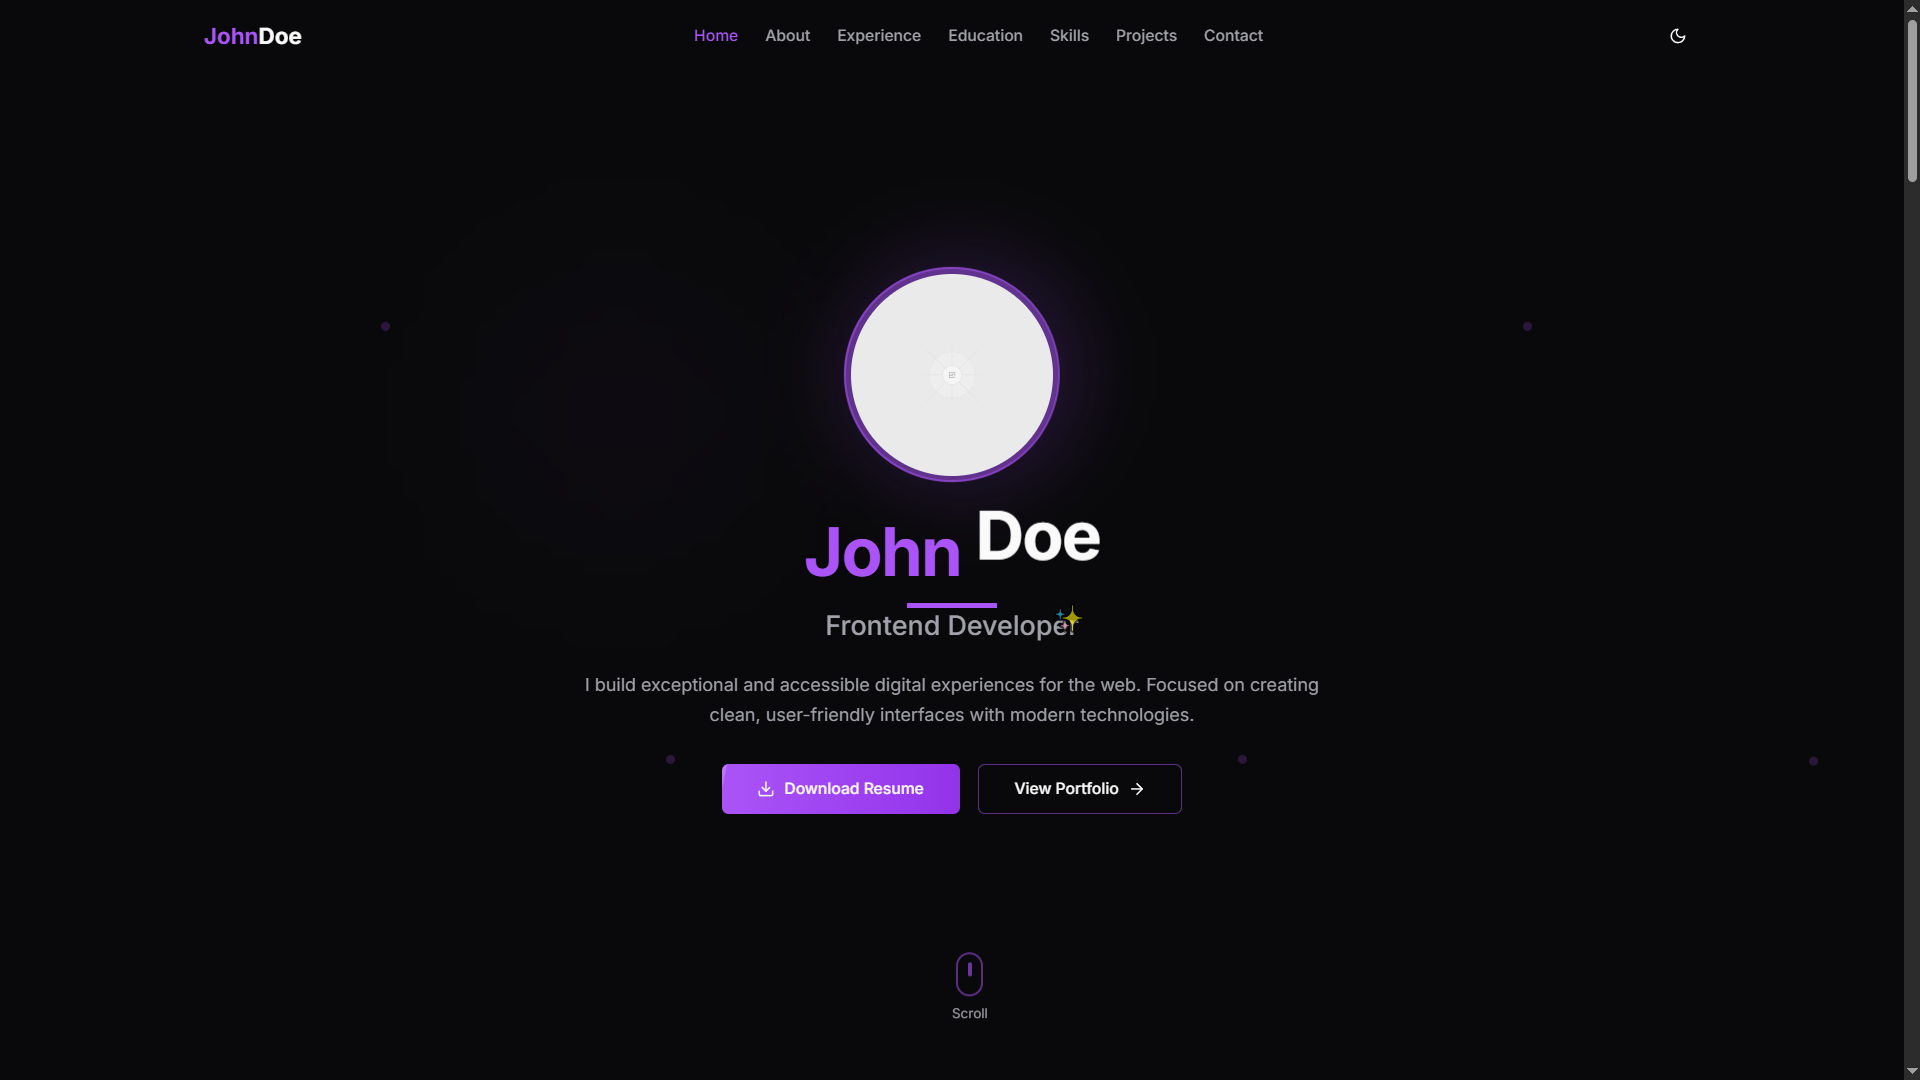 JohnDoe
Home About Experience Education Skills Projects Contact
John Doe
Frontend Developer
I build exceptional and accessible digital experiences for the web. Focused on creating
clean, user-friendly interfaces with modern technologies.
Download Resume
View Portfolio
Scroll